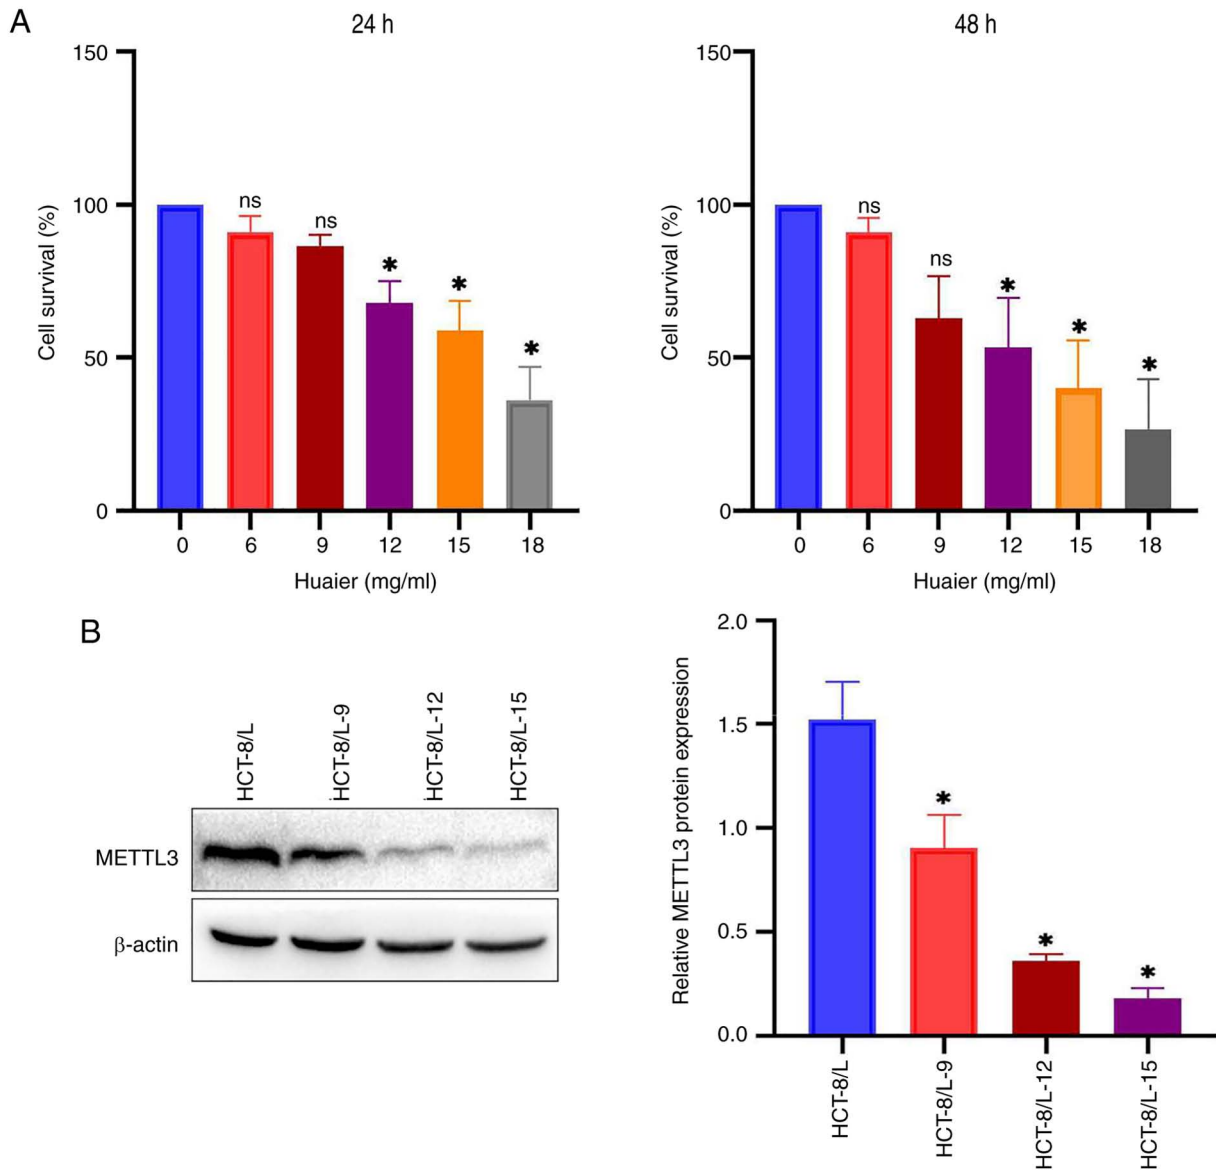 A
24 h
150
100
50
0
Cell survival (%)
ns
ns
*
*
*
0 6 9 12 15 18
Huaier (mg/ml)
48 h
150
100
50
0
Cell survival (%)
ns
ns
*
*
*
0 6 9 12 15 18
Huaier (mg/ml)
B
HCT-8/L
HCT-8/L-9
HCT-8/L-12
HCT-8/L-15
METTL3
β-actin
2.0
1.5
1.0
0.5
0.0
Relative METTL3 protein expression
*
*
*
HCT-8/L
HCT-8/L-9
HCT-8/L-12
HCT-8/L-15